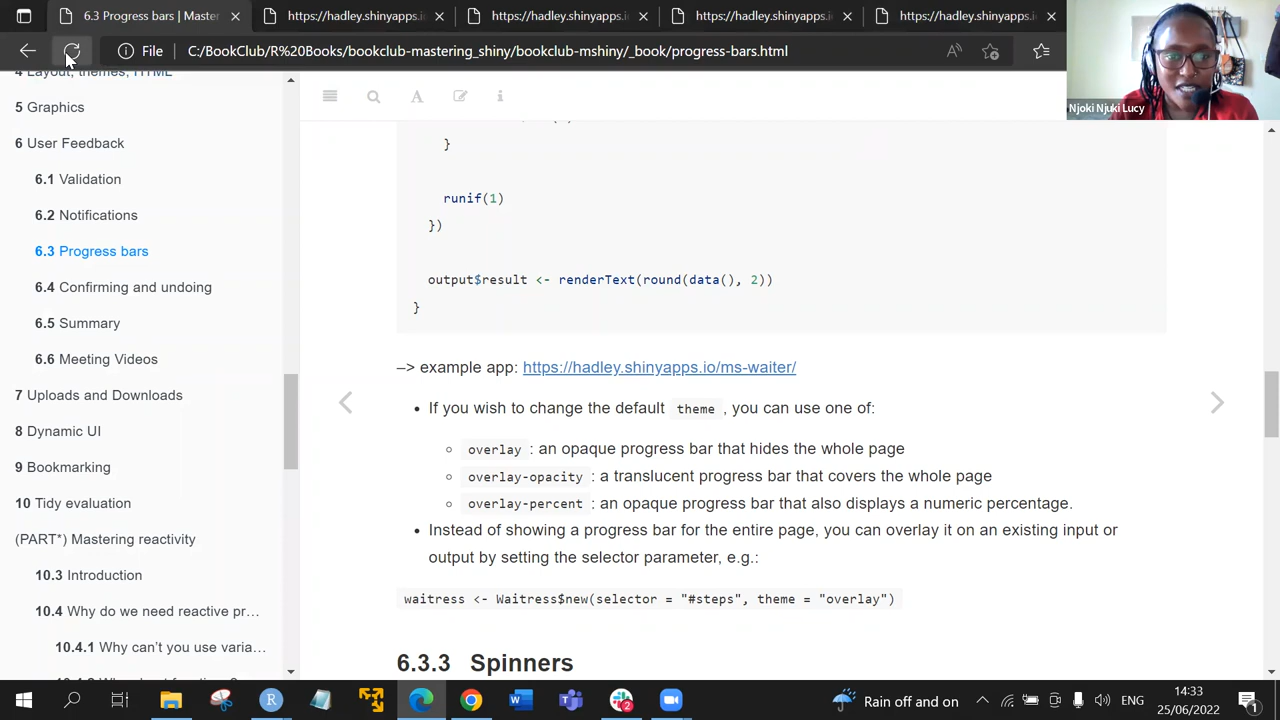 6.3 Progress bars | Master
https://hadley.shinyapps.io/ms-
https://hadley.shinyapps.io/ms-
https://hadley.shinyapps.io/ms-
https://hadley.shinyapps.io/ms-
File
C:/BookClub/R%20Books/bookclub-mastering_shiny/bookclub-mshiny/_book/progress-bars.html
Njoki Njuki Lucy
4 Layout, themes, HTML
5 Graphics
6 User Feedback
6.1 Validation
6.2 Notifications
6.3 Progress bars
6.4 Confirming and undoing
6.5 Summary
6.6 Meeting Videos
7 Uploads and Downloads
8 Dynamic UI
9 Bookmarking
10 Tidy evaluation
(PART*) Mastering reactivity
10.3 Introduction
10.4 Why do we need reactive pr…
10.4.1 Why can't you use varia…
}
runif(1)
})
output$result <- renderText(round(data(), 2))
}
–> example app: https://hadley.shinyapps.io/ms-waiter/
• If you wish to change the default theme , you can use one of:
overlay : an opaque progress bar that hides the whole page
overlay-opacity : a translucent progress bar that covers the whole page
overlay-percent : an opaque progress bar that also displays a numeric percentage.
• Instead of showing a progress bar for the entire page, you can overlay it on an existing input or
output by setting the selector parameter, e.g.:
waitress <- Waitress$new(selector = "#steps", theme = "overlay")
6.3.3 Spinners
Rain off and on
ENG
14:33
25/06/2022